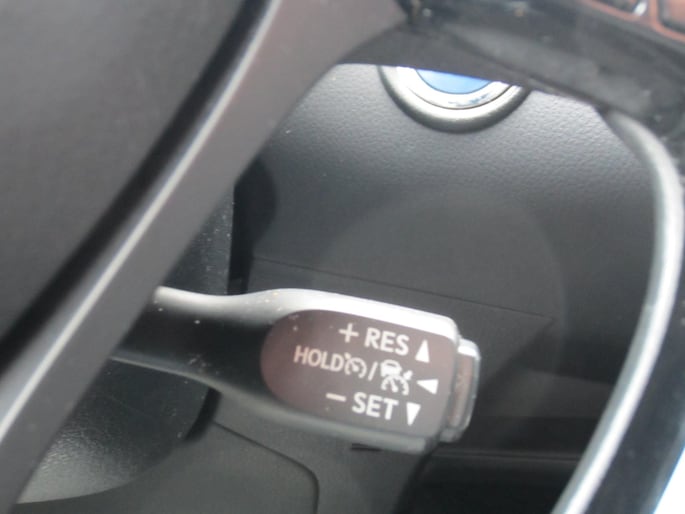 + RES ▲
HOLD / ◀
− SET ▼